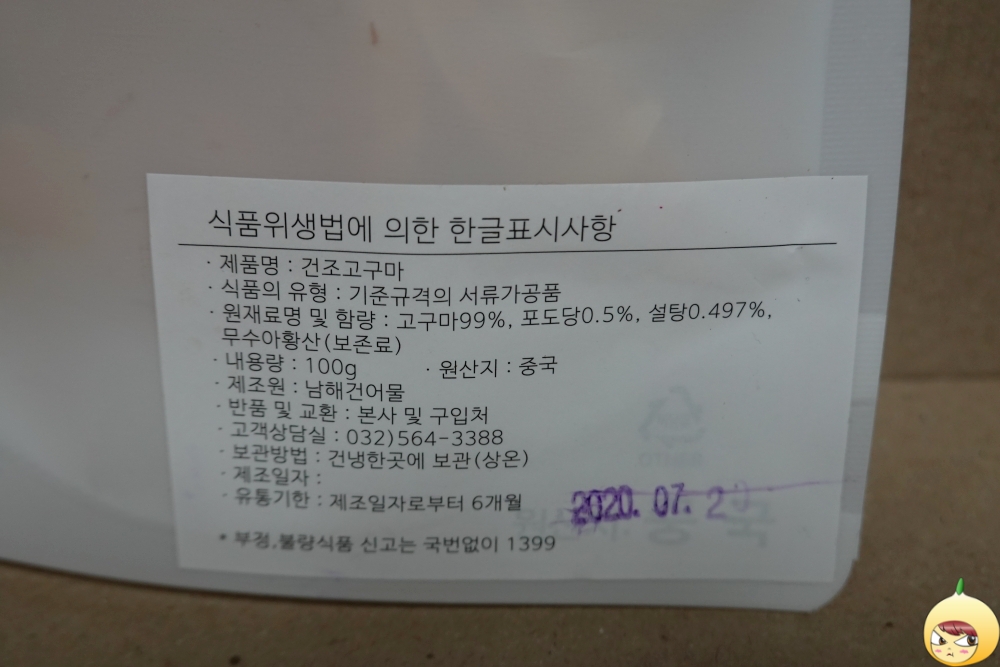 식품위생법에 의한 한글표시사항
· 제품명 : 건조고구마
· 식품의 유형 : 기준규격의 서류가공품
· 원재료명 및 함량 : 고구마99%, 포도당0.5%, 설탕0.497%,
무수아황산(보존료)
· 내용량 : 100g · 원산지 : 중국
· 제조원 : 남해건어물
· 반품 및 교환 : 본사 및 구입처
· 고객상담실 : 032)564-3388
· 보관방법 : 건냉한곳에 보관(상온)
· 제조일자 :
· 유통기한 : 제조일자로부터 6개월
2020. 07.
* 부정,불량식품 신고는 국번없이 1399